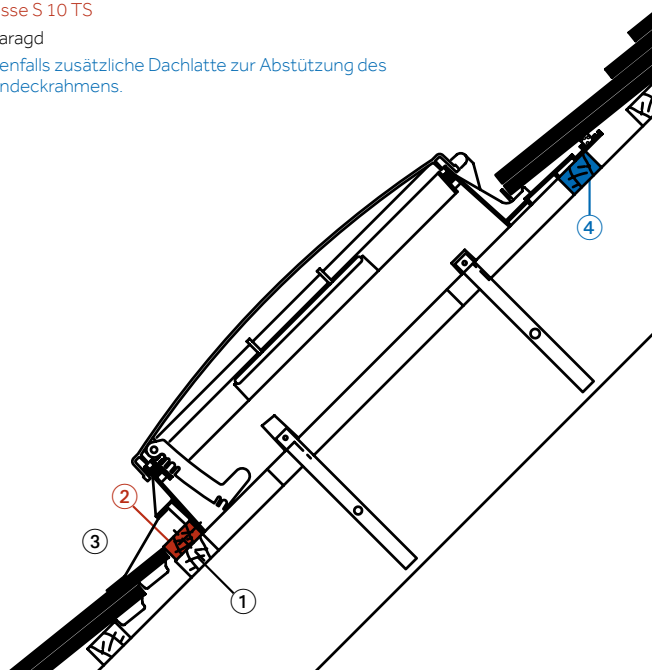 sse S 10 TS
aragd
enfalls zusätzliche Dachlatte zur Abstützung des
ndeckrahmens.
4
2
3
1